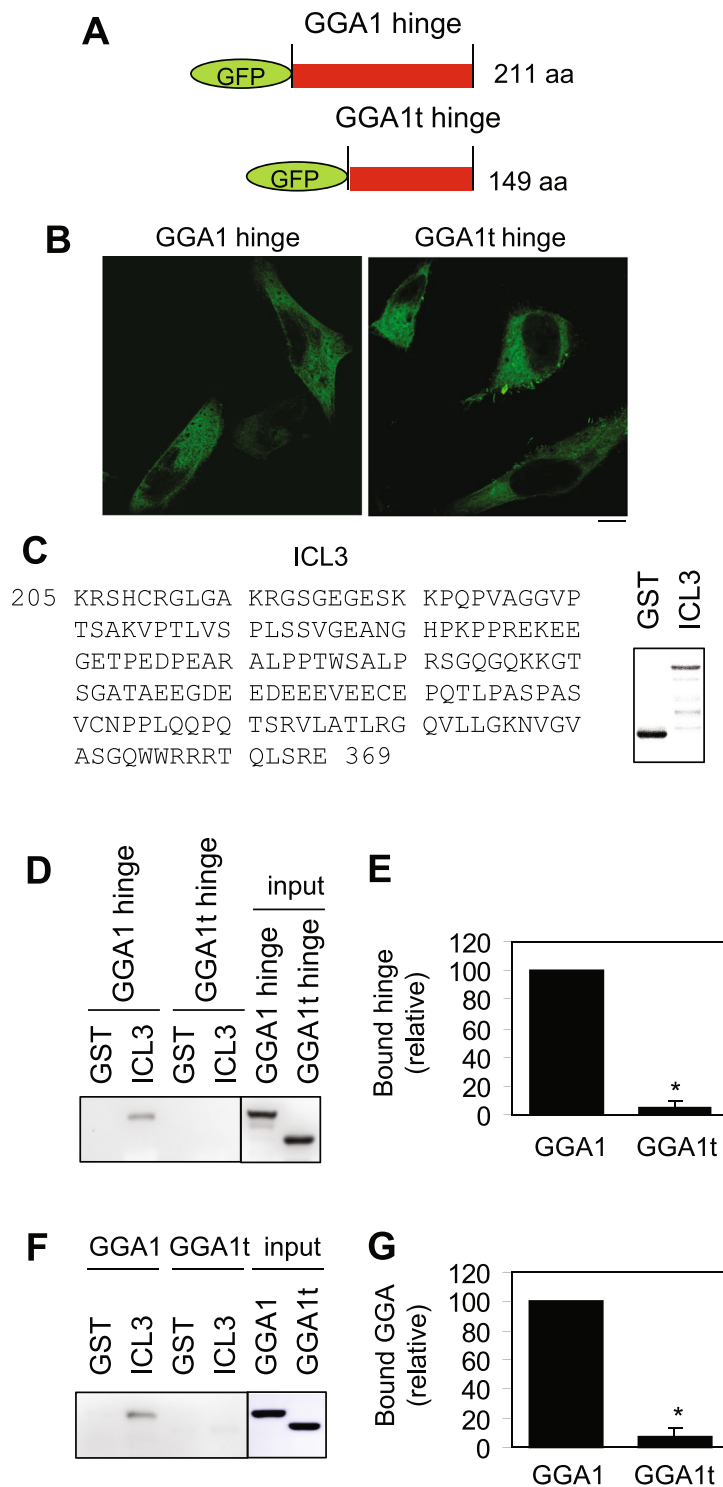 A
GGA1 hinge
GFP
211 aa
GGA1t hinge
GFP
149 aa
B
GGA1 hinge
GGA1t hinge
C
ICL3
205 KRSHCRGLGA KRGSGEGESK KPQPVAGGVP
TSAKVPTLVS PLSSVGEANG HPKPPREKEE
GETPEDPEAR ALPPTWSALP RSGQGQKKGT
SGATAEEGDE EDEEEVEECE PQTLPASPAS
VCNPPLQQPQ TSRVLATLRG QVLLGKNVGV
ASGQWWRRRT QLSRE 369
GST
ICL3
D
GGA1 hinge
GGA1t hinge
input
GST
ICL3
GST
ICL3
GGA1 hinge
GGA1t hinge
E
Bound hinge
(relative)
120
100
80
60
40
20
0
*
GGA1
GGA1t
F
GGA1
GGA1t
input
GST
ICL3
GST
ICL3
GGA1
GGA1t
G
Bound GGA
(relative)
120
100
80
60
40
20
0
*
GGA1
GGA1t